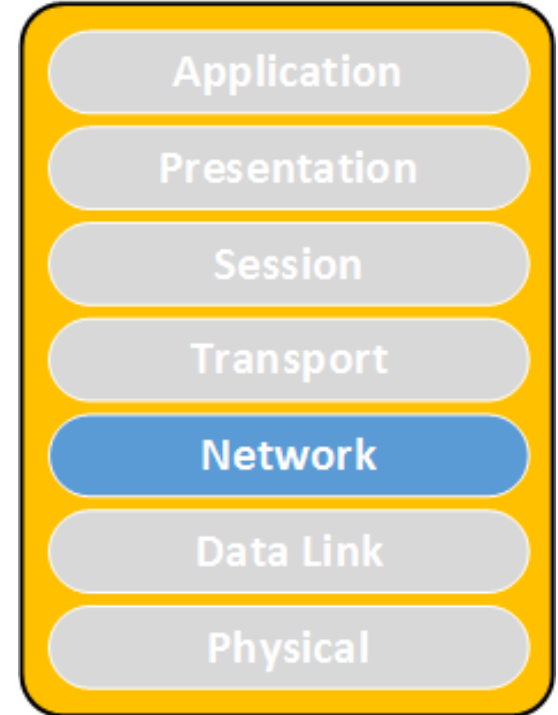 Application
Presentation
Session
Transport
Network
Data Link
Physical